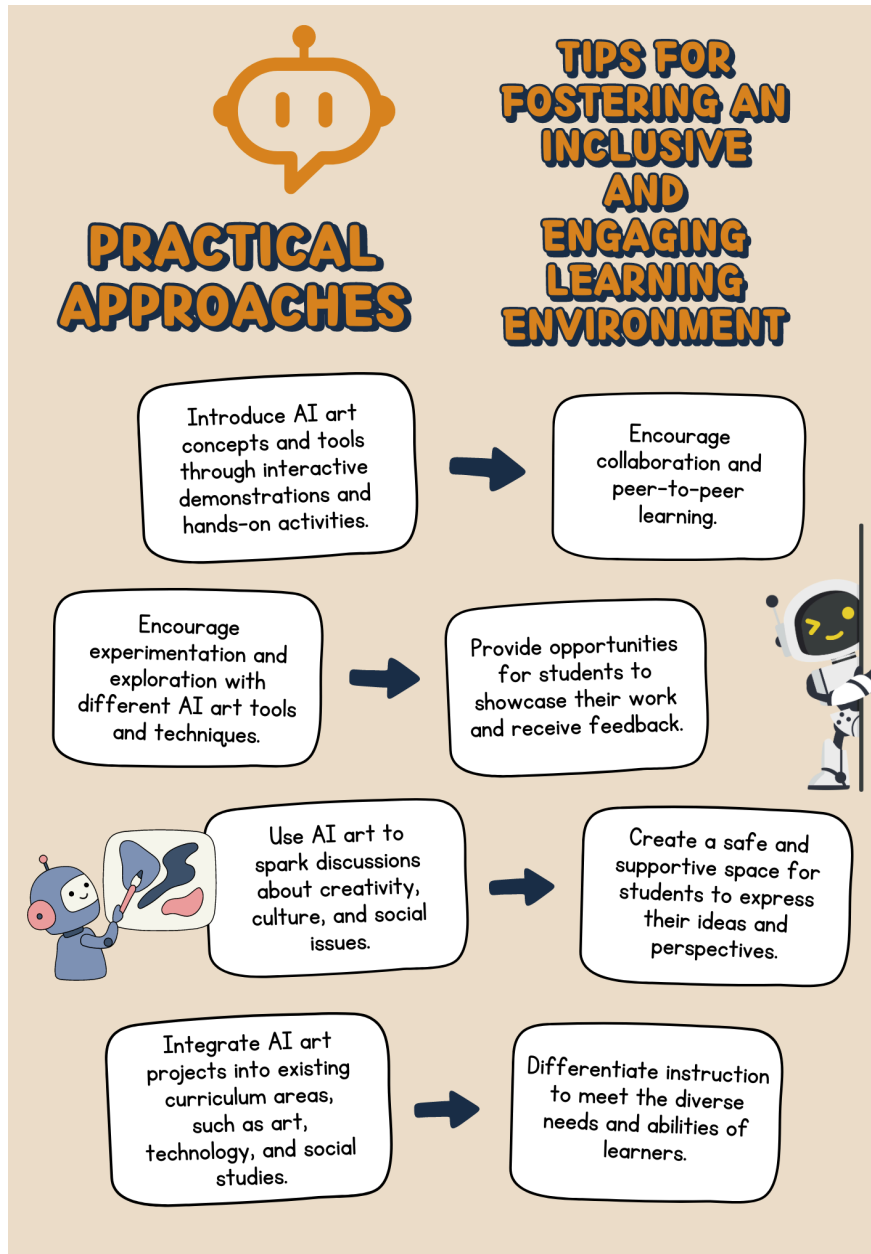 PRACTICAL
APPROACHES
TIPS FOR
FOSTERING AN
INCLUSIVE
AND
ENGAGING
LEARNING
ENVIRONMENT
Introduce AI art
concepts and tools
through interactive
demonstrations and
hands-on activities.
Encourage
collaboration and
peer-to-peer
learning.
Encourage
experimentation and
exploration with
different AI art tools
and techniques.
Provide opportunities
for students to
showcase their work
and receive feedback.
Use AI art to
spark discussions
about creativity,
culture, and social
issues.
Create a safe and
supportive space for
students to express
their ideas and
perspectives.
Integrate AI art
projects into existing
curriculum areas,
such as art,
technology, and social
studies.
Differentiate instruction
to meet the diverse
needs and abilities of
learners.